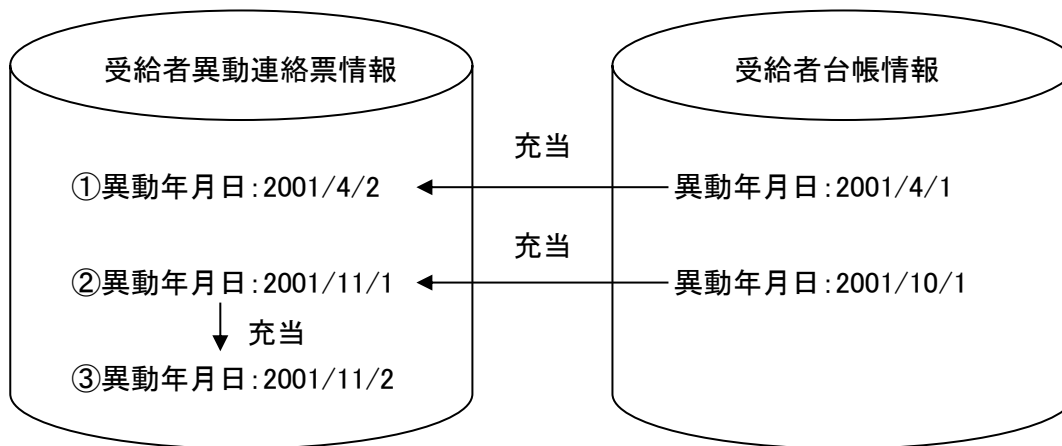 受給者異動連絡票情報
受給者台帳情報
充当
①異動年月日:2001/4/2
異動年月日:2001/4/1
充当
②異動年月日:2001/11/1
異動年月日:2001/10/1
充当
③異動年月日:2001/11/2